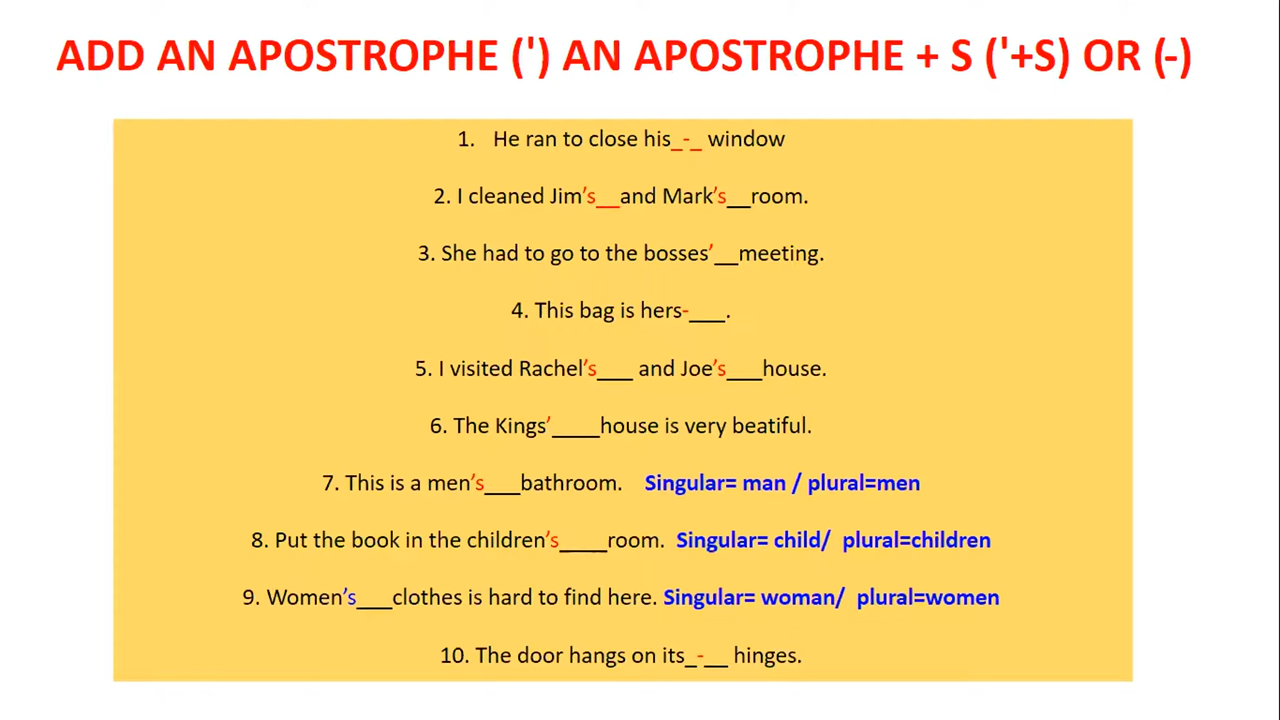 ADD AN APOSTROPHE (') AN APOSTROPHE + S ('+S) OR (-)
1. He ran to close his_-_ window
2. I cleaned Jim’s__and Mark’s__room.
3. She had to go to the bosses’__meeting.
4. This bag is hers-___.
5. I visited Rachel’s___ and Joe’s___house.
6. The Kings’____house is very beatiful.
7. This is a men’s___bathroom. Singular= man / plural=men
8. Put the book in the children’s____room. Singular= child/ plural=children
9. Women’s___clothes is hard to find here. Singular= woman/ plural=women
10. The door hangs on its_-__ hinges.